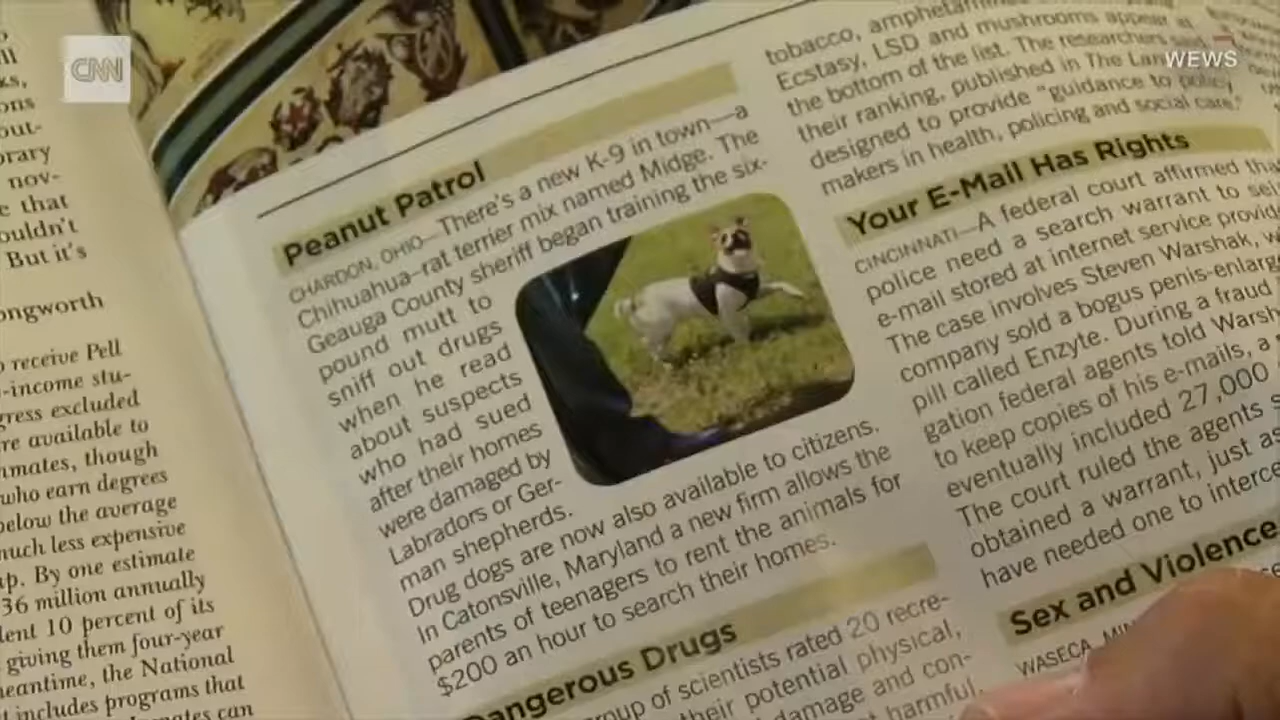 CNN
WEWS
ks,
ons
out-
orary
nov-
e that
ouldn't
But it's
ongworth
receive Pell
-income stu-
gress excluded
re available to
nmates, though
who earn degrees
below the average
much less expensive
up. By one estimate
36 million annually
lent 10 percent of its
giving them four-year
meantime, the National
t includes programs that
inmates can
Peanut Patrol
CHARDON, OHIO—There's a new K-9 in town—a
Chihuahua–rat terrier mix named Midge. The
Geauga County sheriff began training the six-
pound mutt to
sniff out drugs
when he read
about suspects
who had sued
after their homes
were damaged by
Labradors or Ger-
man shepherds.
Drug dogs are now also available to citizens.
In Catonsville, Maryland a new firm allows the
parents of teenagers to rent the animals for
$200 an hour to search their homes.
angerous Drugs
roup of scientists rated 20 recre-
their potential physical,
damage and con-
harmful.
tobacco, amphetamines
Ecstasy, LSD and mushrooms appear at
the bottom of the list. The researchers said
their ranking, published in The Lan
designed to provide "guidance to policy
makers in health, policing and social care."
Your E-Mail Has Rights
CINCINNATI—A federal court affirmed tha
police need a search warrant to sei
e-mail stored at internet service provid
The case involves Steven Warshak, w
company sold a bogus penis-enlarg
pill called Enzyte. During a fraud
gation federal agents told Warsh
to keep copies of his e-mails, a
eventually included 27,000
The court ruled the agents s
obtained a warrant, just as
have needed one to interce
Sex and Violence
WASECA, MIN